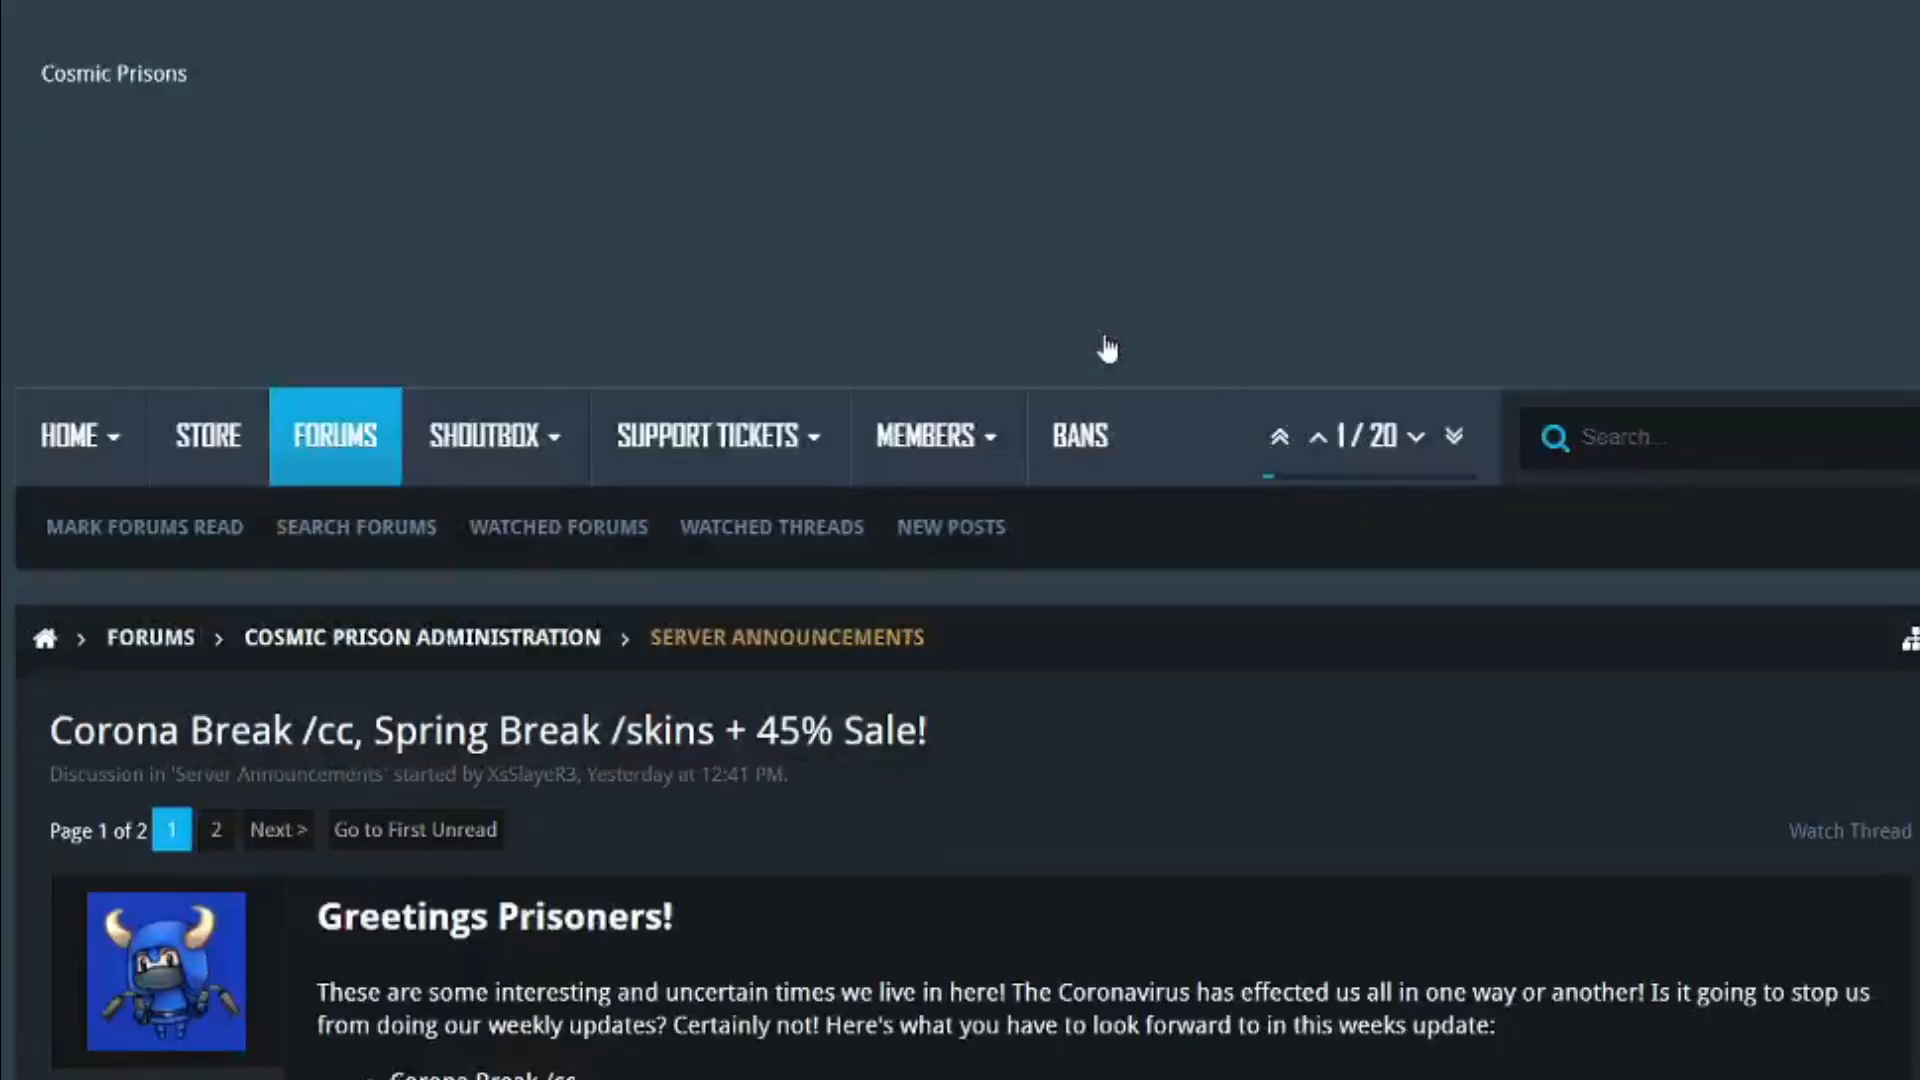 Cosmic Prisons
HOME
STORE
FORUMS
SHOUTBOX
SUPPORT TICKETS
MEMBERS
BANS
1 / 20
Search...
MARK FORUMS READ
SEARCH FORUMS
WATCHED FORUMS
WATCHED THREADS
NEW POSTS
FORUMS > COSMIC PRISON ADMINISTRATION > SERVER ANNOUNCEMENTS
Corona Break /cc, Spring Break /skins + 45% Sale!
Discussion in 'Server Announcements' started by XsSlayeR3, Yesterday at 12:41 PM.
Page 1 of 2 1 2 Next > Go to First Unread
Watch Thread
Greetings Prisoners!
These are some interesting and uncertain times we live in here! The Coronavirus has effected us all in one way or another! Is it going to stop us
from doing our weekly updates? Certainly not! Here's what you have to look forward to in this weeks update:
Corona Break /cc